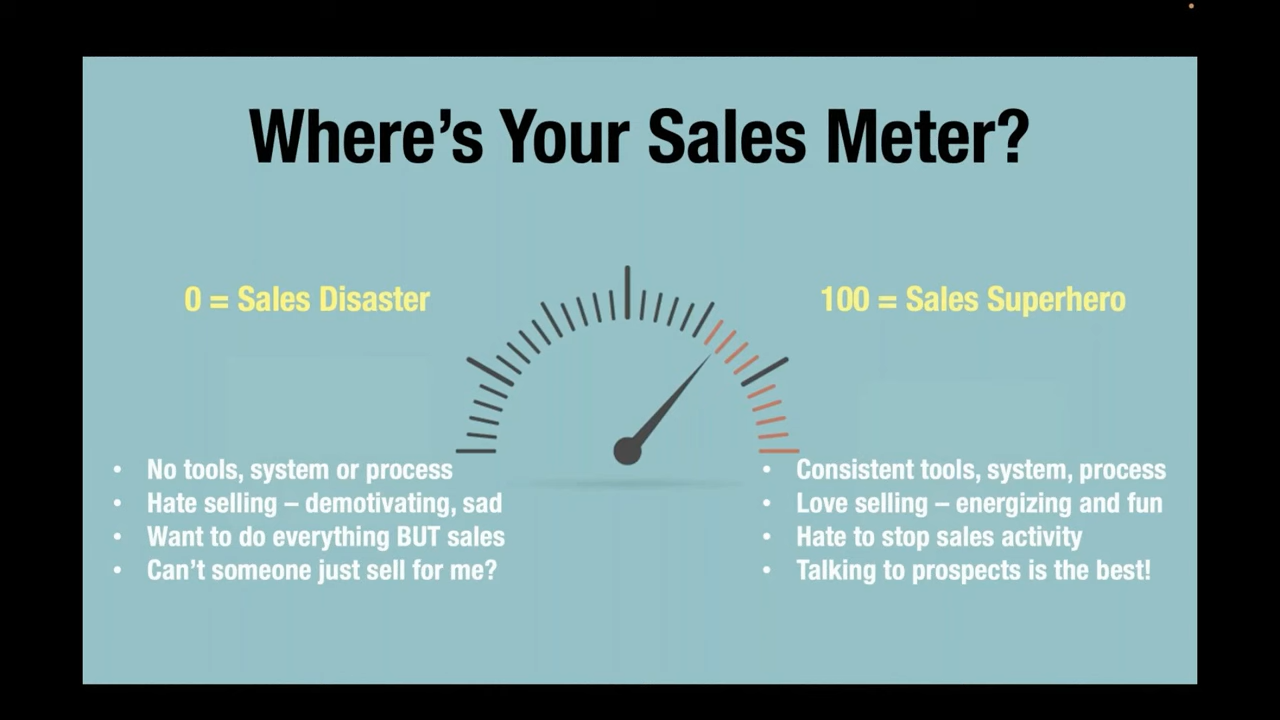 Where’s Your Sales Meter?
0 = Sales Disaster
100 = Sales Superhero
• No tools, system or process
• Hate selling – demotivating, sad
• Want to do everything BUT sales
• Can’t someone just sell for me?
• Consistent tools, system, process
• Love selling – energizing and fun
• Hate to stop sales activity
• Talking to prospects is the best!